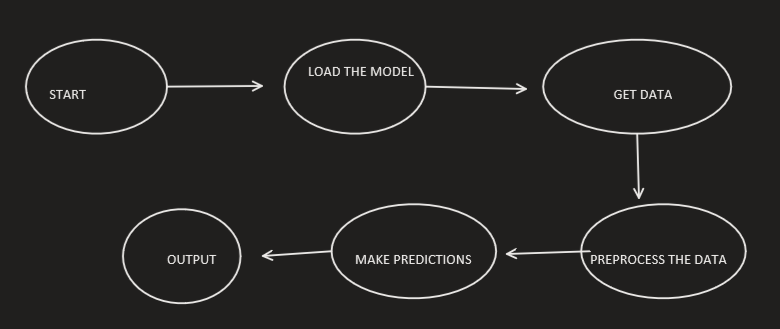 START
LOAD THE MODEL
GET DATA
PREPROCESS THE DATA
MAKE PREDICTIONS
OUTPUT